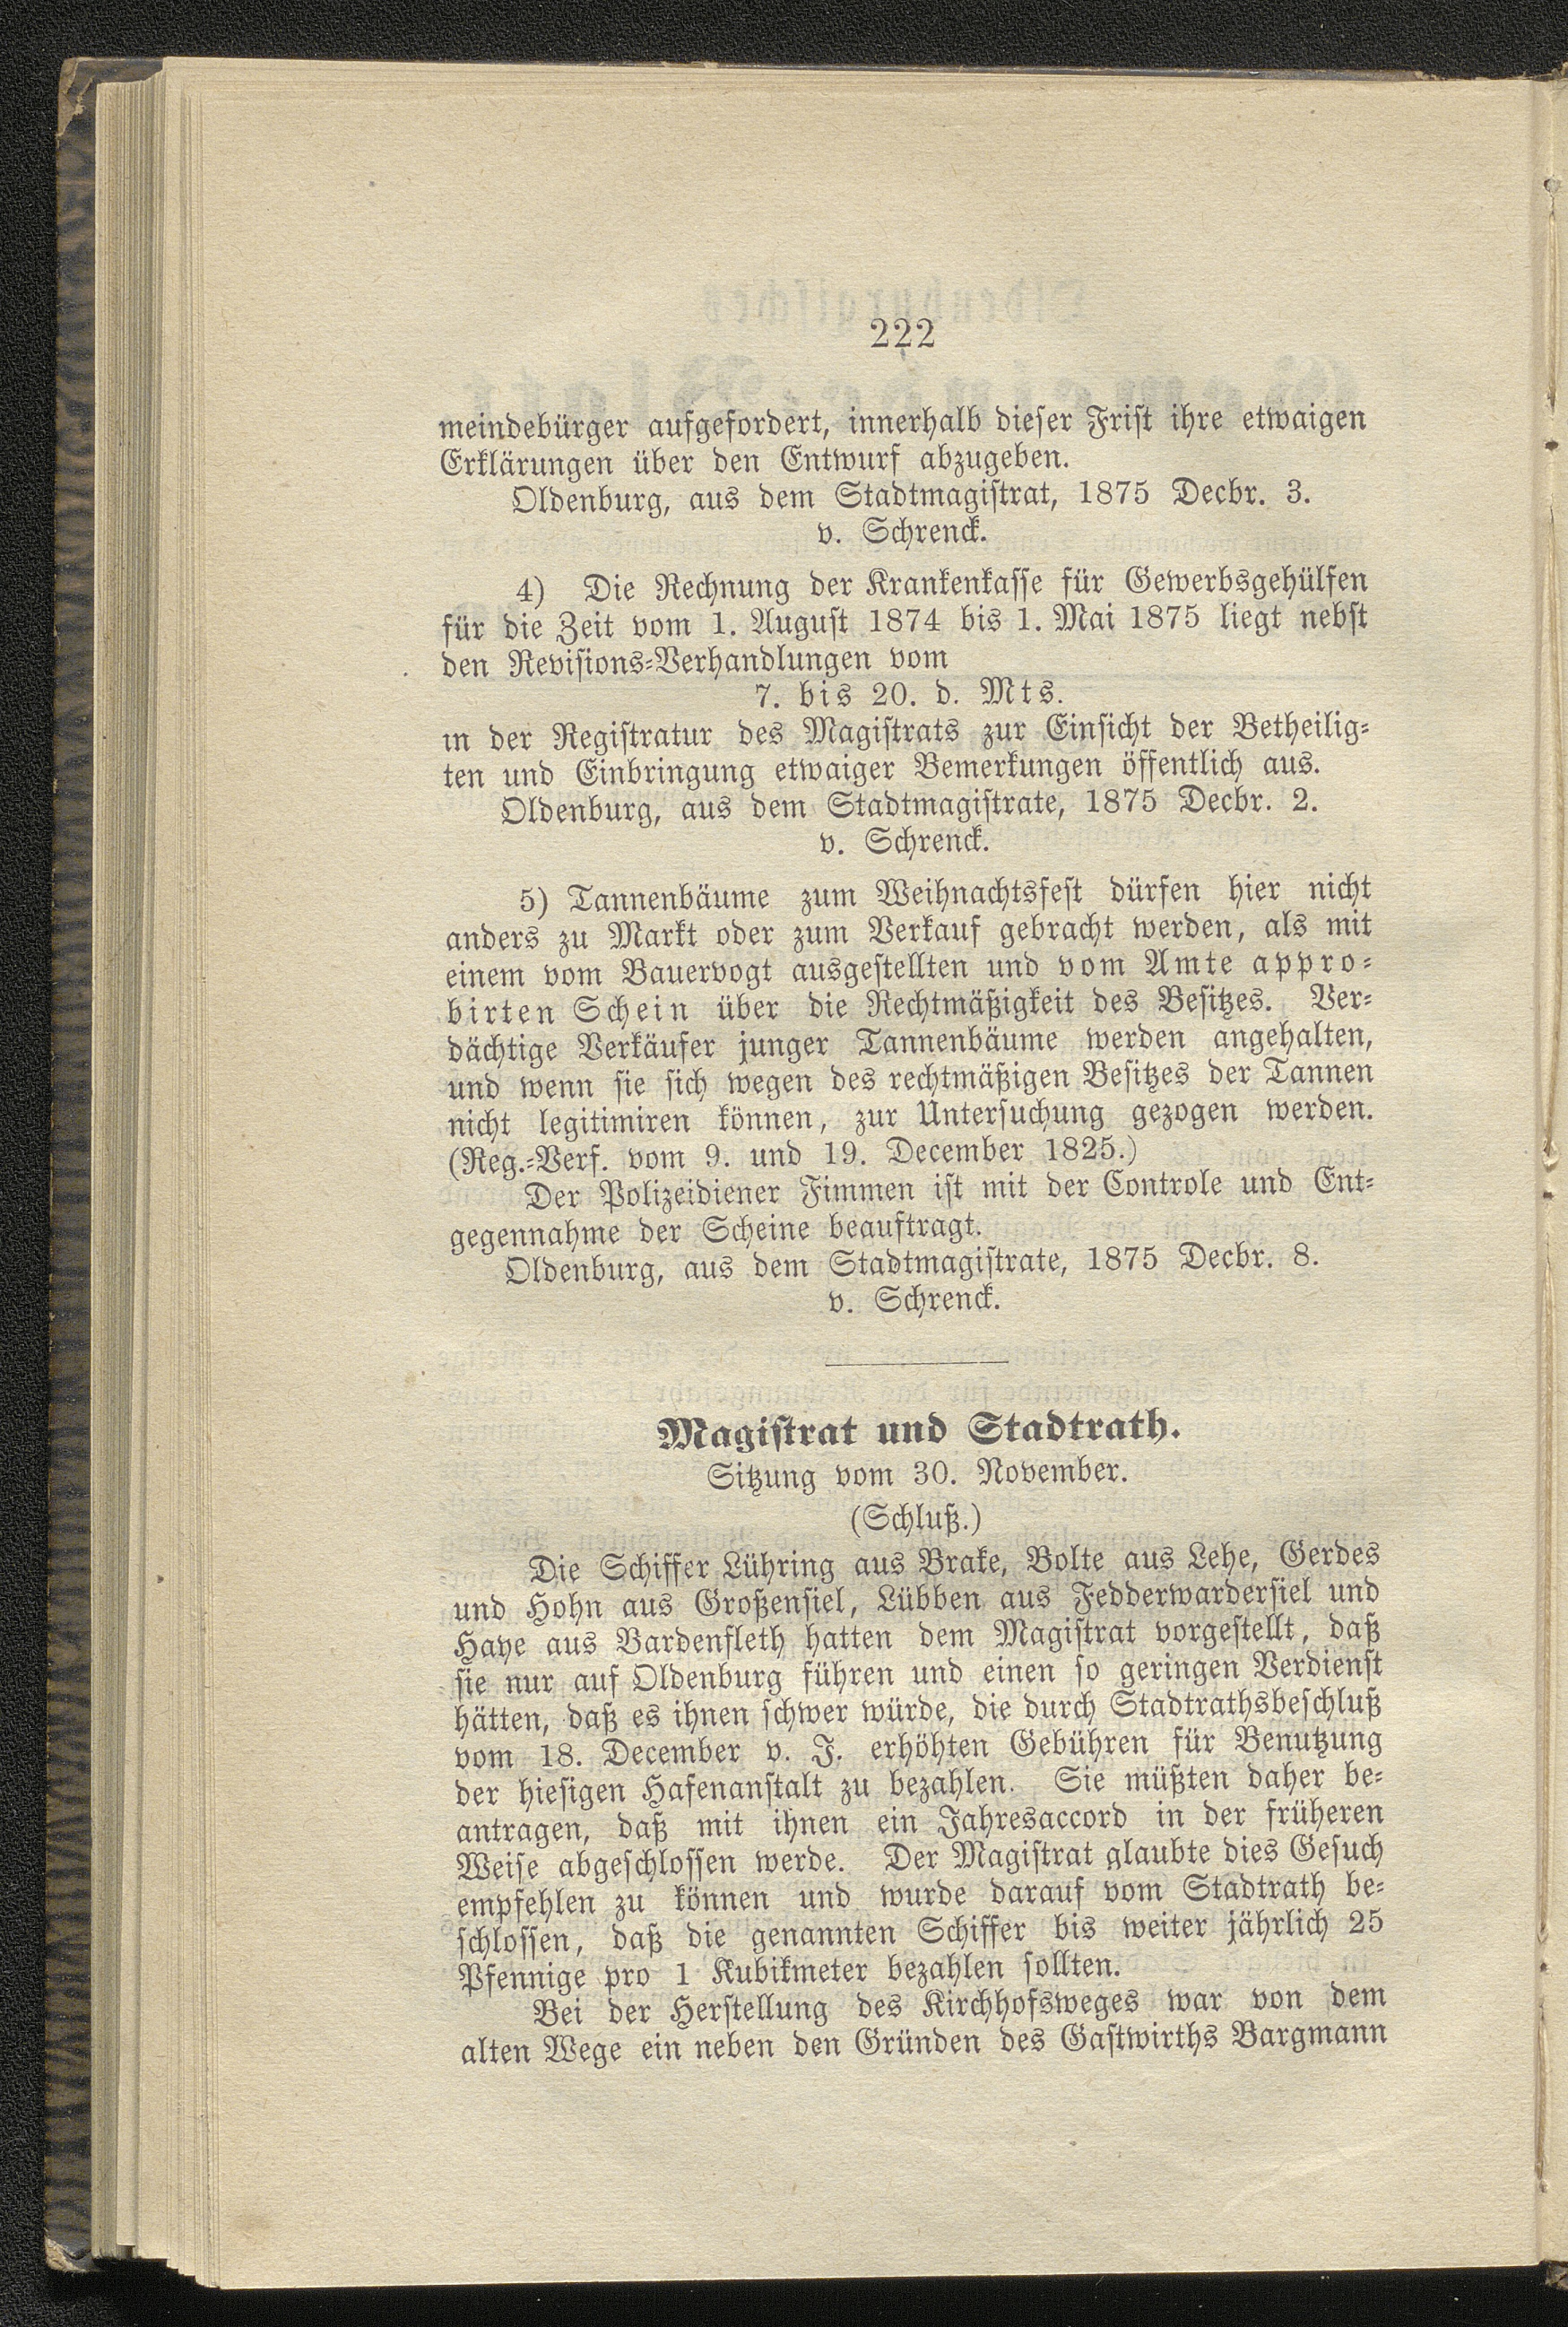 222
meindebürger aufgefordert, innerhalb dieser Frist ihre etwaigen
Erklärungen über den Entwurf abzugeben.
Oldenburg, aus dem Stadtmagistrat, 1875 Decbr. 3.
v. Schrenck.
4) Die Rechnung der Krankenkasse für Gewerbsgehülfen
für die Zeit vom 1. August 1874 bis 1. Mai 1875 liegt nebst
den Revisions-Verhandlungen vom
7. bis 20. d. Mts.
in der Registratur des Magistrats zur Einsicht der Betheilig-
ten und Einbringung etwaiger Bemerkungen öffentlich aus.
Oldenburg, aus dem Stadtmagistrate, 1875 Decbr. 2.
v. Schrenck.
5) Tannenbäume zum Weihnachtsfest dürfen hier nicht
anders zu Markt oder zum Verkauf gebracht werden, als mit
einem vom Bauervogt ausgestellten und vom Amte appro-
birten Schein über die Rechtmäßigkeit des Besitzes. Ver-
dächtige Verkäufer junger Tannenbäume werden angehalten,
und wenn sie sich wegen des rechtmäßigen Besitzes der Tannen
nicht legitimiren können, zur Untersuchung gezogen werden.
(Reg.-Verf. vom 9. und 19. December 1825.)
Der Polizeidiener Fimmen ist mit der Controle und Ent-
gegennahme der Scheine beauftragt.
Oldenburg, aus dem Stadtmagistrate, 1875 Decbr. 8.
v. Schrenck.
Magistrat und Stadtrath.
Sitzung vom 30. November.
(Schluß.)
Die Schiffer Lühring aus Brake, Bolte aus Lehe, Gerdes
und Hohn aus Großensiel, Lübben aus Fedderwardersiel und
Haye aus Bardenfleth hatten dem Magistrat vorgestellt, daß
sie nur auf Oldenburg führen und einen so geringen Verdienst
hätten, daß es ihnen schwer würde, die durch Stadtrathsbeschluß
vom 18. December v. J. erhöhten Gebühren für Benutzung
der hiesigen Hafenanstalt zu bezahlen. Sie müßten daher be-
antragen, daß mit ihnen ein Jahresaccord in der früheren
Weise abgeschlossen werde. Der Magistrat glaubte dies Gesuch
empfehlen zu können und wurde darauf vom Stadtrath be-
schlossen, daß die genannten Schiffer bis weiter jährlich 25
Pfennige pro 1 Kubikmeter bezahlen sollten.
Bei der Herstellung des Kirchhofsweges war von dem
alten Wege ein neben den Gründen des Gastwirths Bargmann